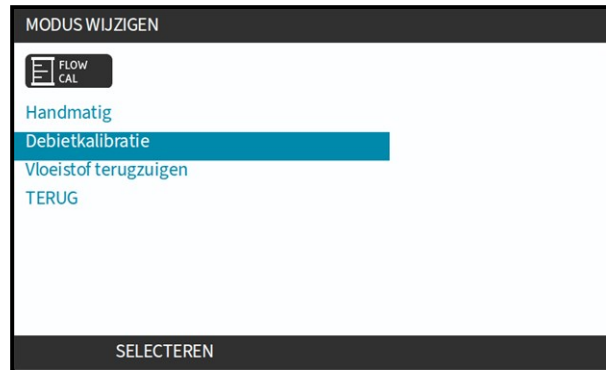 MODUS WIJZIGEN
FLOW
CAL
Handmatig
Debietkalibratie
Vloeistof terugzuigen
TERUG
SELECTEREN